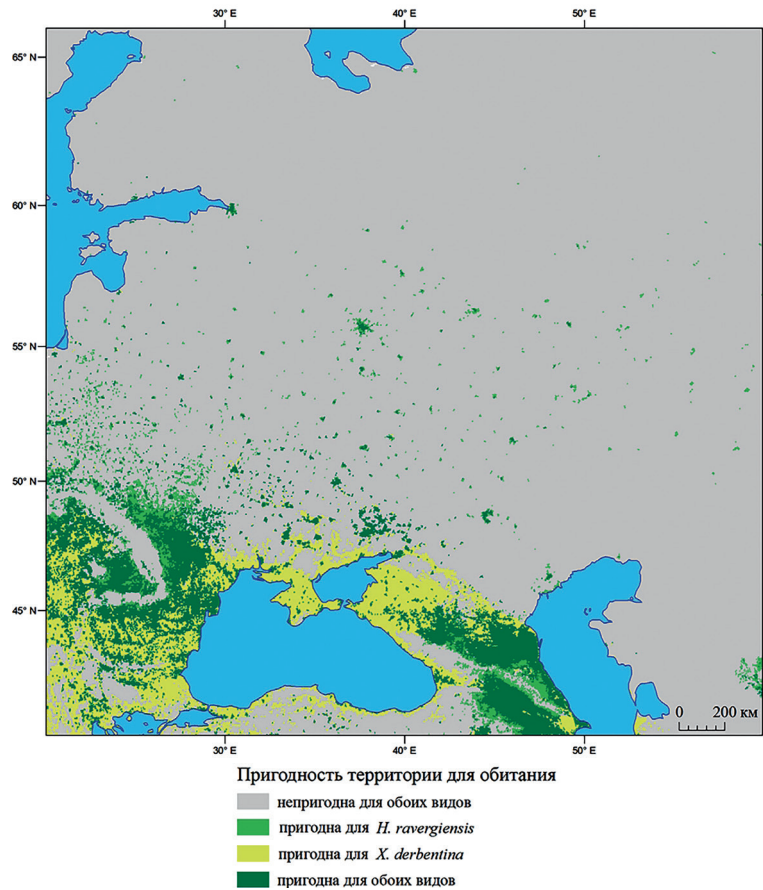 30° E 40° E 50° E
65° N
60° N
55° N
50° N
45° N
0 200 км
30° E 40° E 50° E
Пригодность территории для обитания
непригодна для обоих видов
пригодна для H. ravergiensis
пригодна для X. derbentina
пригодна для обоих видов